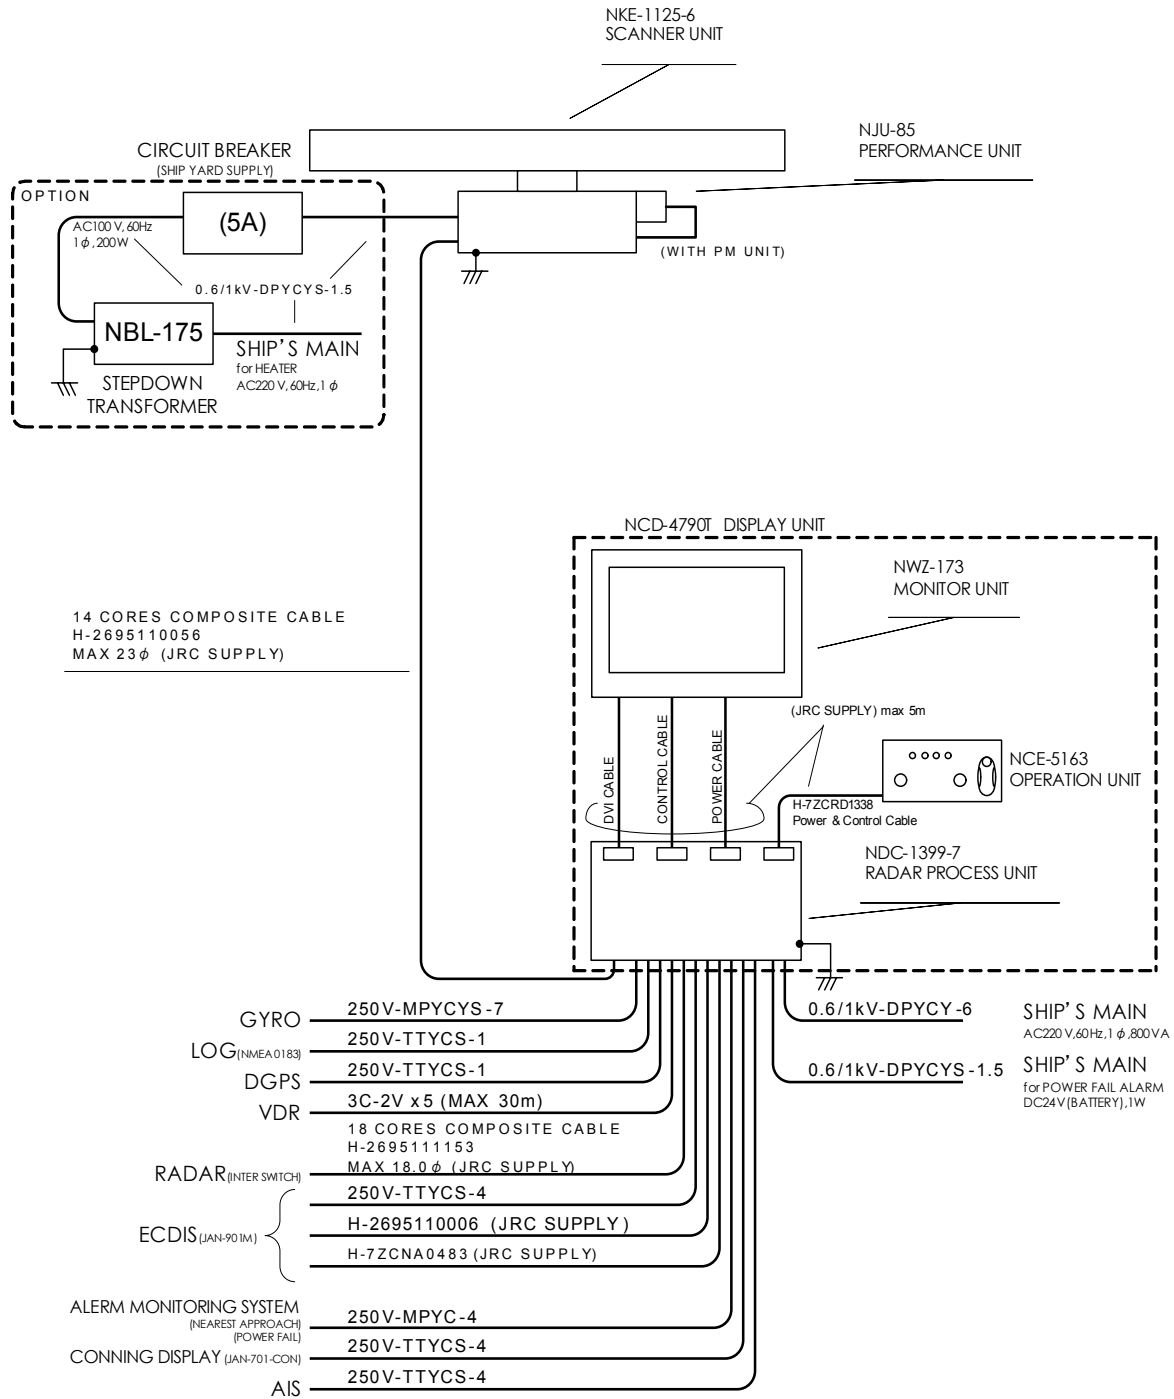 NKE-1125-6
SCANNER UNIT
NJU-85
PERFORMANCE UNIT
CIRCUIT BREAKER
(SHIP YARD SUPPLY)
OPTION
(5A)
AC100 V, 60Hz
1φ, 200W
(WITH PM UNIT)
0.6/1kV-DPYCYS-1.5
NBL-175
SHIP'S MAIN
for HEATER
AC220 V, 60Hz, 1φ
STEPDOWN
TRANSFORMER
NCD-4790T DISPLAY UNIT
NWZ-173
MONITOR UNIT
14 CORES COMPOSITE CABLE
H-2695110056
MAX 23φ (JRC SUPPLY)
(JRC SUPPLY) max 5m
DVI CABLE
CONTROL CABLE
POWER CABLE
NCE-5163
OPERATION UNIT
H-7ZCRD1338
Power & Control Cable
NDC-1399-7
RADAR PROCESS UNIT
GYRO 250V-MPYCYS-7
LOG(NMEA0183) 250V-TTYCS-1
DGPS 250V-TTYCS-1
VDR 3C-2V x5 (MAX 30m)
18 CORES COMPOSITE CABLE
H-2695111153
RADAR(INTER SWITCH) MAX 18.0φ (JRC SUPPLY)
250V-TTYCS-4
ECDIS(JAN-901M) H-2695110006 (JRC SUPPLY)
H-7ZCNA0483 (JRC SUPPLY)
ALERM MONITORING SYSTEM
(NEAREST APPROACH)
(POWER FAIL)
250V-MPYC-4
CONNING DISPLAY (JAN-701-CON) 250V-TTYCS-4
AIS 250V-TTYCS-4
0.6/1kV-DPYCY-6 SHIP'S MAIN
AC220 V, 60Hz, 1φ, 800VA
0.6/1kV-DPYCYS-1.5 SHIP'S MAIN
for POWER FAIL ALARM
DC24V(BATTERY), 1W